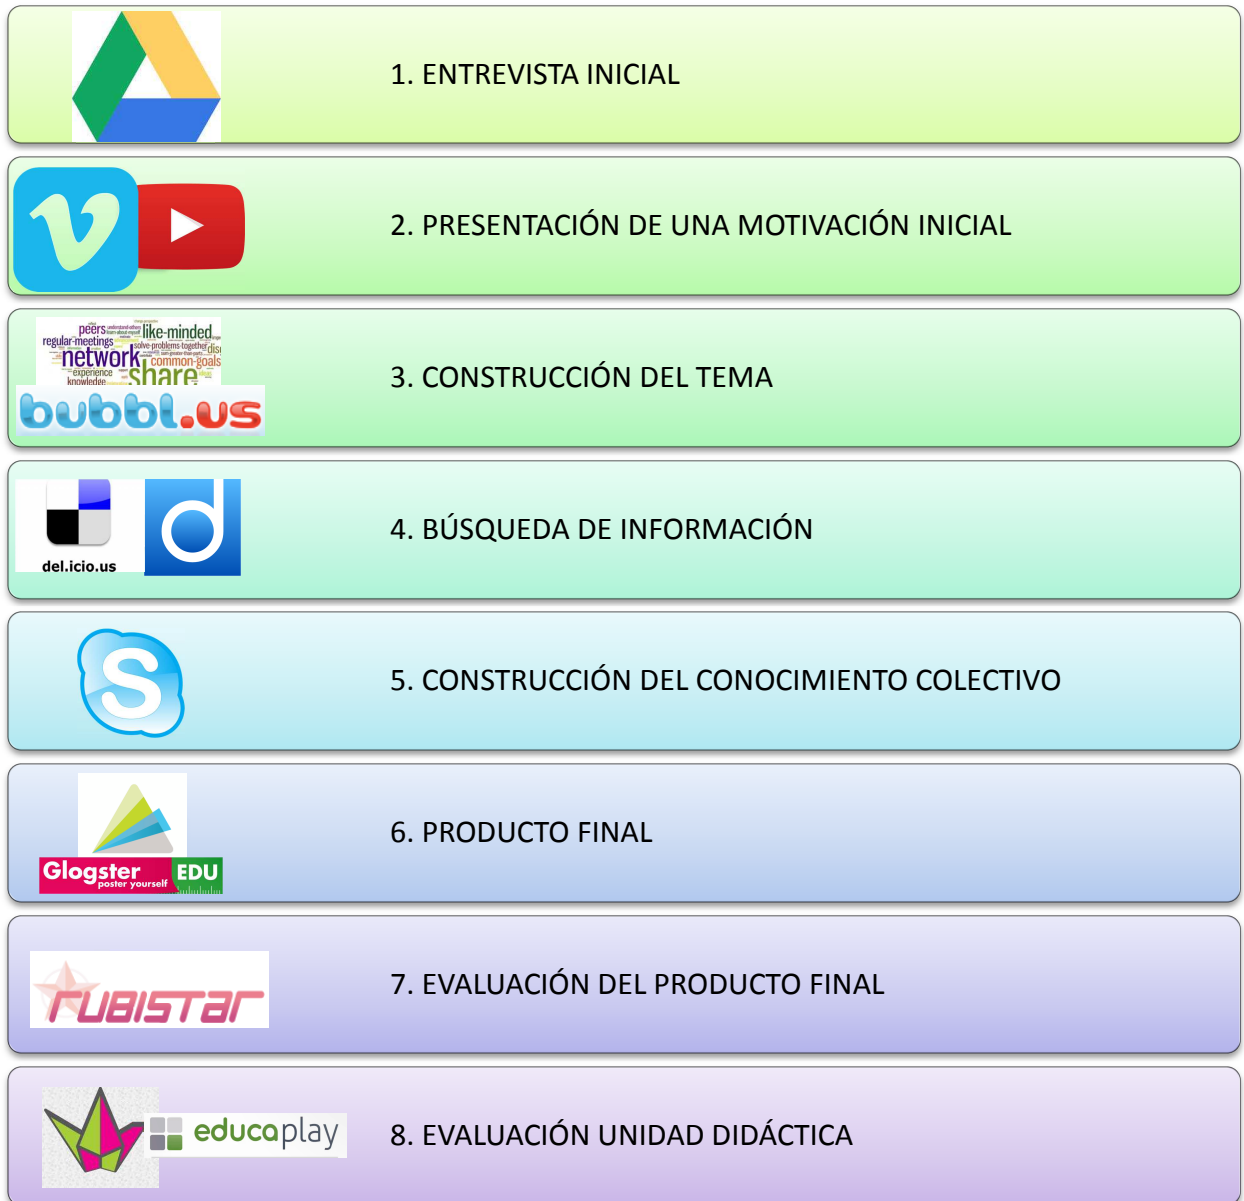 1. ENTREVISTA INICIAL
2. PRESENTACIÓN DE UNA MOTIVACIÓN INICIAL
peers
like-minded
regular-meetings
solve-problems-together
network
common-goals
experience
share
knowledge
bubbl.us
3. CONSTRUCCIÓN DEL TEMA
del.icio.us
d
4. BÚSQUEDA DE INFORMACIÓN
S
5. CONSTRUCCIÓN DEL CONOCIMIENTO COLECTIVO
Glogster EDU
poster yourself
6. PRODUCTO FINAL
rubistar
7. EVALUACIÓN DEL PRODUCTO FINAL
educaplay
8. EVALUACIÓN UNIDAD DIDÁCTICA